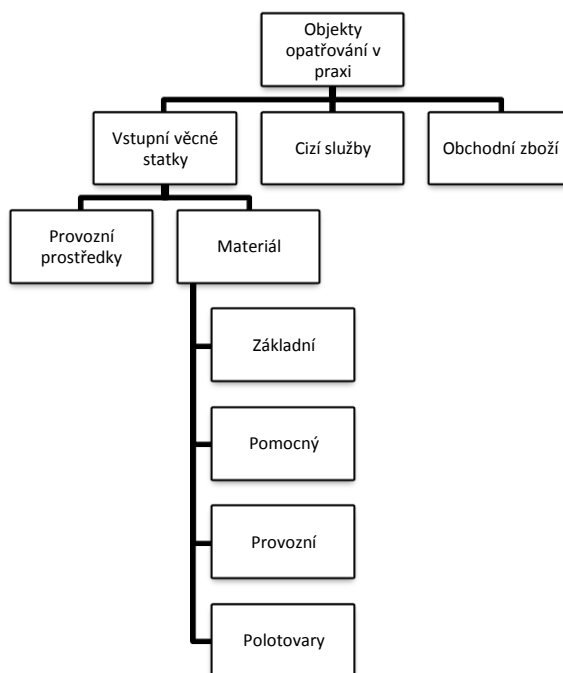 Objekty
opatřování v
praxi
Vstupní věcné
statky
Cizí služby
Obchodní zboží
Provozní
prostředky
Materiál
Základní
Pomocný
Provozní
Polotovary